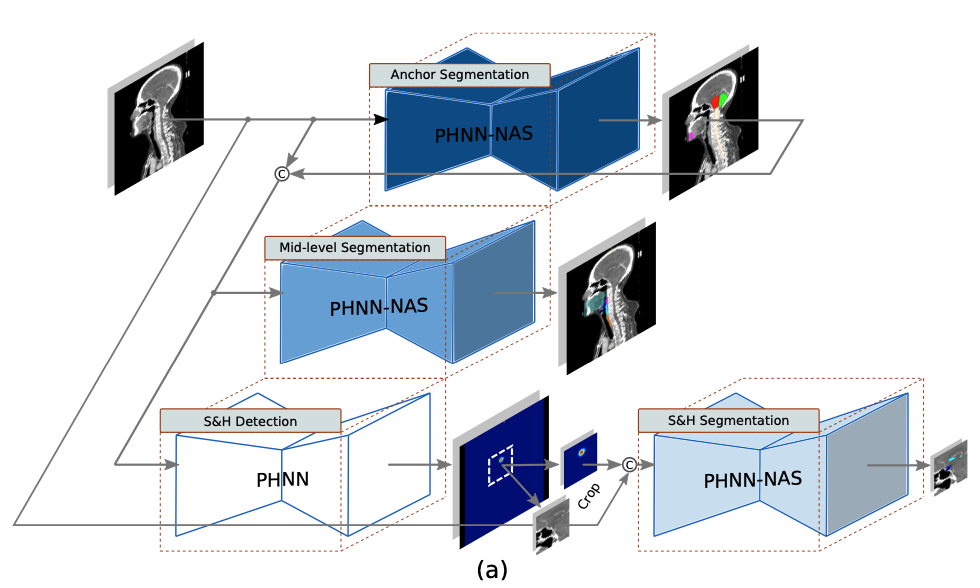 Anchor Segmentation
PHNN-NAS
C
Mid-level Segmentation
PHNN-NAS
S&H Detection
PHNN
Crop
C
S&H Segmentation
PHNN-NAS
(a)